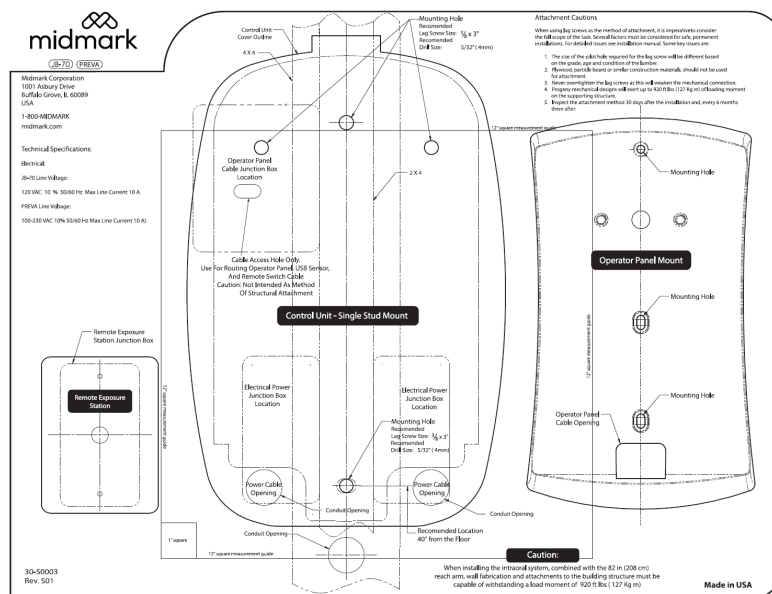 midmark
JB-70 PREVA
Midmark Corporation
1001 Asbury Drive
Buffalo Grove, IL 60089
USA
1-800-MIDMARK
midmark.com
Technical Specifications:
Electrical:
JB-70 Line Voltage:
120 VAC 10 % 50/60 Hz Max Line Current 10 A
PREVA Line Voltage:
100-230 VAC 10% 50/60 Hz Max Line Current 10 A)
Control Unit
Cover Outline
4 X 4
Mounting Hole
Recomended
Lag Screw Size: 3/8 x 3"
Recomended
Drill Size: 5/32" ( 4mm)
Attachment Cautions
When using lag screws as the method of attachment, it is imperativeto consider
the full scope of the task. Several factors must be considered for safe, permanent
installations. For detailed issues see installation manual. Some key issues are:
1. The size of the pilot hole required for the lag screw will be different based
on the grade, age and condition of the lumber.
2. Plywood, particle board or similar construction materials, should not be used
for attachment.
3. Never overtighten the lag screws as this will weaken the mechanical connection.
4. Progeny mechanical designs will exert up to 920 ft lbs (127 Kg m) of loading moment
on the supporting structure.
5. Inspect the attachment method 30 days after the installation and, every 6 months
there after.
12" square measurement guide
Operator Panel
Cable Junction Box
Location
2 X 4
Cable Access Hole Only.
Use For Routing Operator Panel, USB Sensor,
And Remote Switch Cable
Caution: Not Intended As Method
Of Structural Attachment
Control Unit - Single Stud Mount
Mounting Hole
Operator Panel Mount
Mounting Hole
12" square measurement guide
Mounting Hole
Operator Panel
Cable Opening
Remote Exposure
Station Junction Box
Remote Exposure
Station
12" square measurement guide
Electrical Power
Junction Box
Location
Electrical Power
Junction Box
Location
Mounting Hole
Recomended
Lag Screw Size: 3/8 x 3"
Recomended
Drill Size: 5/32" ( 4mm)
Power Cable
Opening
Power Cable
Opening
Conduit Opening
Conduit Opening
Conduit Opening
Recomended Location
40" from the Floor
1" square
12" square measurement guide
Caution:
When installing the intraoral system, combined with the 82 in (208 cm)
reach arm, wall fabrication and attachments to the building structure must be
capable of withstanding a load moment of 920 ft lbs ( 127 Kg m)
30-S0003
Rev. S01
Made in USA